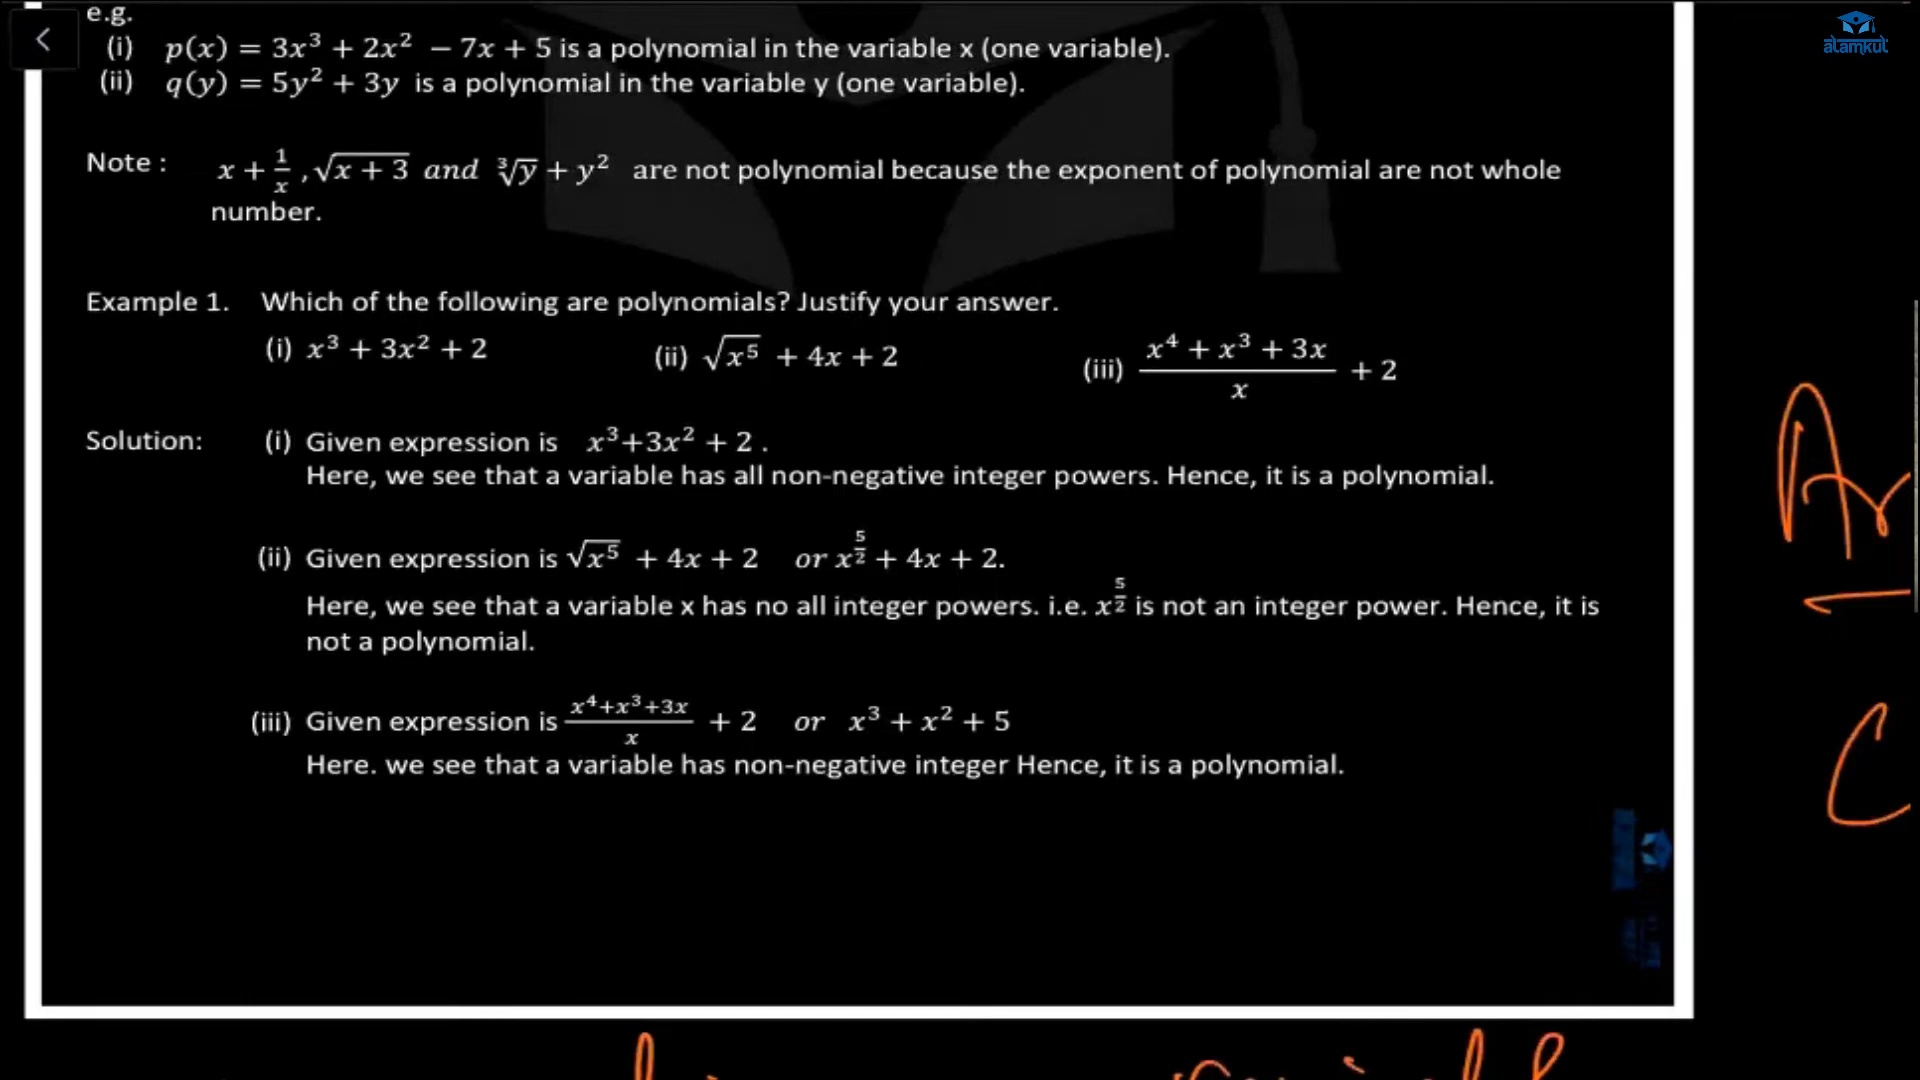 e.g.
alamkul
(i) p(x) = 3x³ + 2x² − 7x + 5 is a polynomial in the variable x (one variable).
(ii) q(y) = 5y² + 3y is a polynomial in the variable y (one variable).
Note : x + 1/x , √(x + 3) and ∛y + y² are not polynomial because the exponent of polynomial are not whole
number.
Example 1. Which of the following are polynomials? Justify your answer.
(i) x³ + 3x² + 2 (ii) √(x⁵) + 4x + 2 (iii) (x⁴ + x³ + 3x)/x + 2
Solution: (i) Given expression is x³+3x² + 2 .
Here, we see that a variable has all non-negative integer powers. Hence, it is a polynomial.
(ii) Given expression is √(x⁵) + 4x + 2 or x^(5/2) + 4x + 2.
Here, we see that a variable x has no all integer powers. i.e. x^(5/2) is not an integer power. Hence, it is
not a polynomial.
(iii) Given expression is (x⁴+x³+3x)/x + 2 or x³ + x² + 5
Here. we see that a variable has non-negative integer Hence, it is a polynomial.